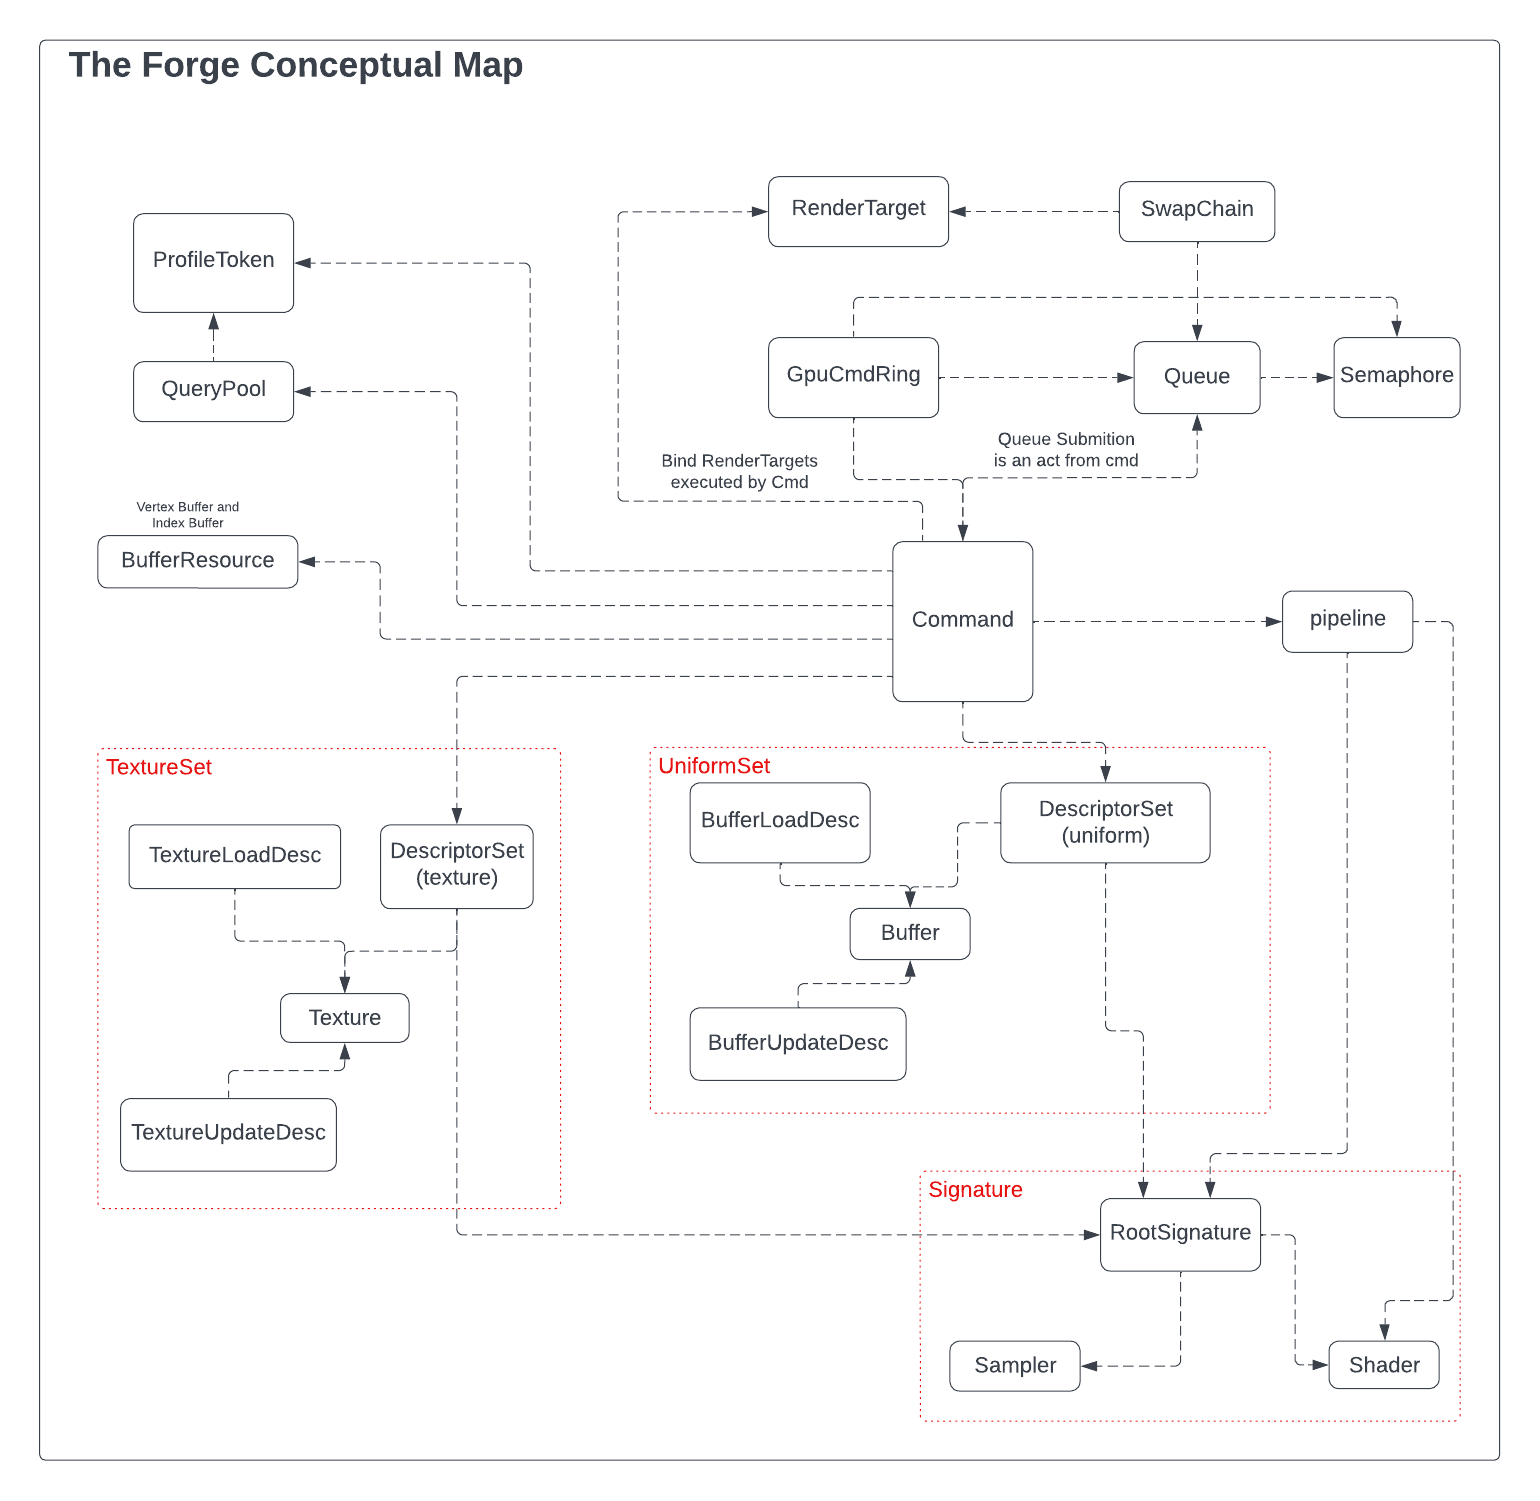 The Forge Conceptual Map
RenderTarget
SwapChain
ProfileToken
QueryPool
GpuCmdRing
Queue
Semaphore
Queue Submition
is an act from cmd
Bind RenderTargets
executed by Cmd
Vertex Buffer and
Index Buffer
BufferResource
Command
pipeline
TextureSet
TextureLoadDesc
DescriptorSet
(texture)
Texture
TextureUpdateDesc
UniformSet
BufferLoadDesc
DescriptorSet
(uniform)
Buffer
BufferUpdateDesc
Signature
RootSignature
Sampler
Shader